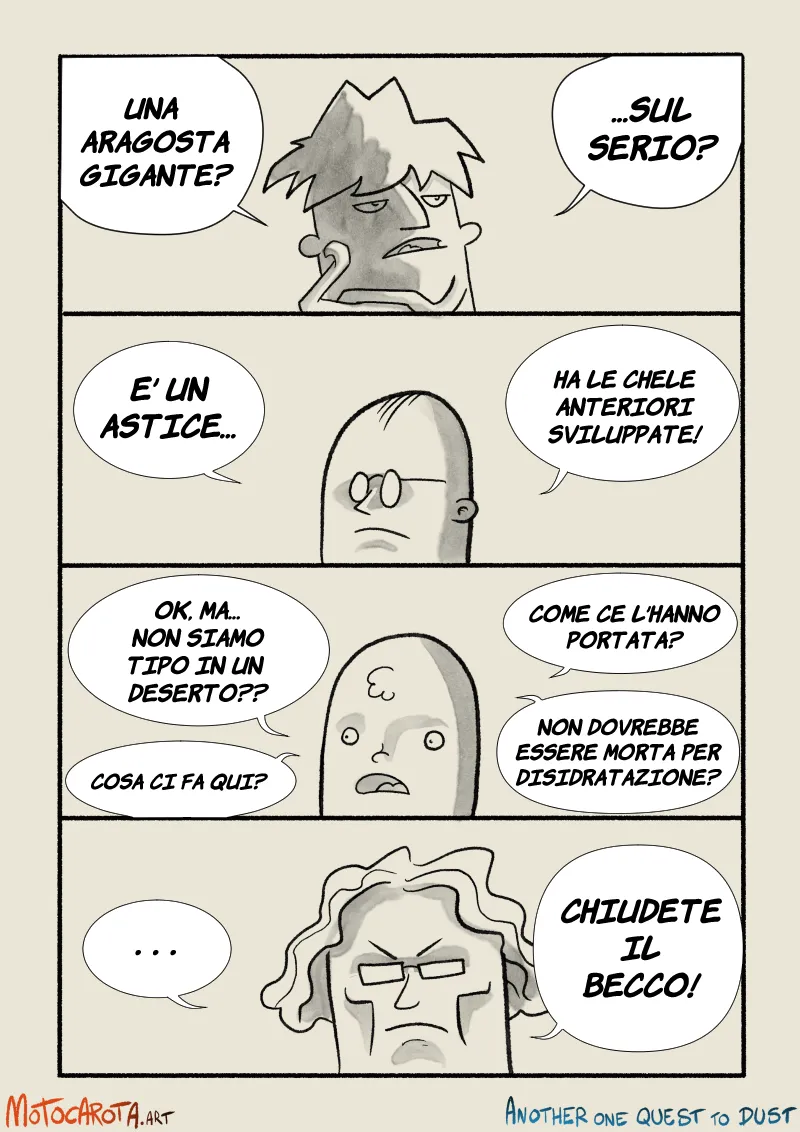 UNA
ARAGOSTA
GIGANTE?
...SUL
SERIO?
E' UN
ASTICE...
HA LE CHELE
ANTERIORI
SVILUPPATE!
OK, MA...
NON SIAMO
TIPO IN UN
DESERTO??
COSA CI FA QUI?
COME CE L'HANNO
PORTATA?
NON DOVREBBE
ESSERE MORTA PER
DISIDRATAZIONE?
...
CHIUDETE
IL
BECCO!
MOTOCAROTA.ART
ANOTHER ONE QUEST TO DUST